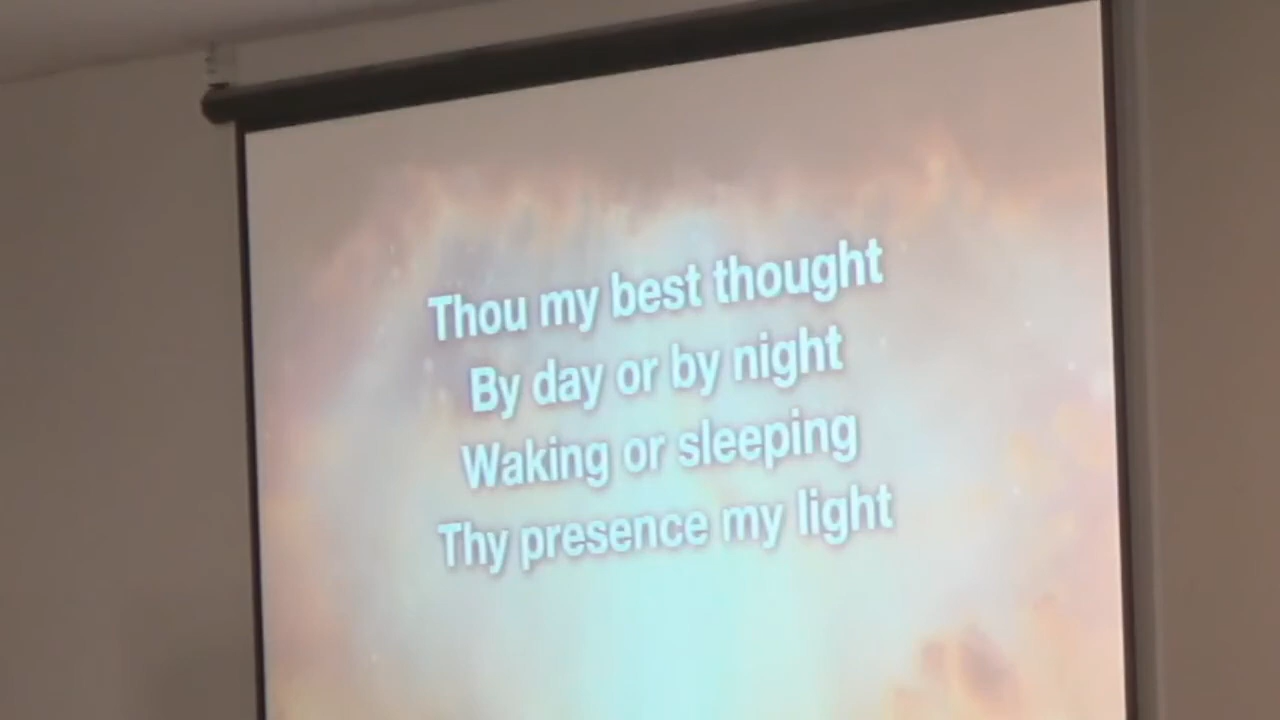 Thou my best thought
By day or by night
Waking or sleeping
Thy presence my light